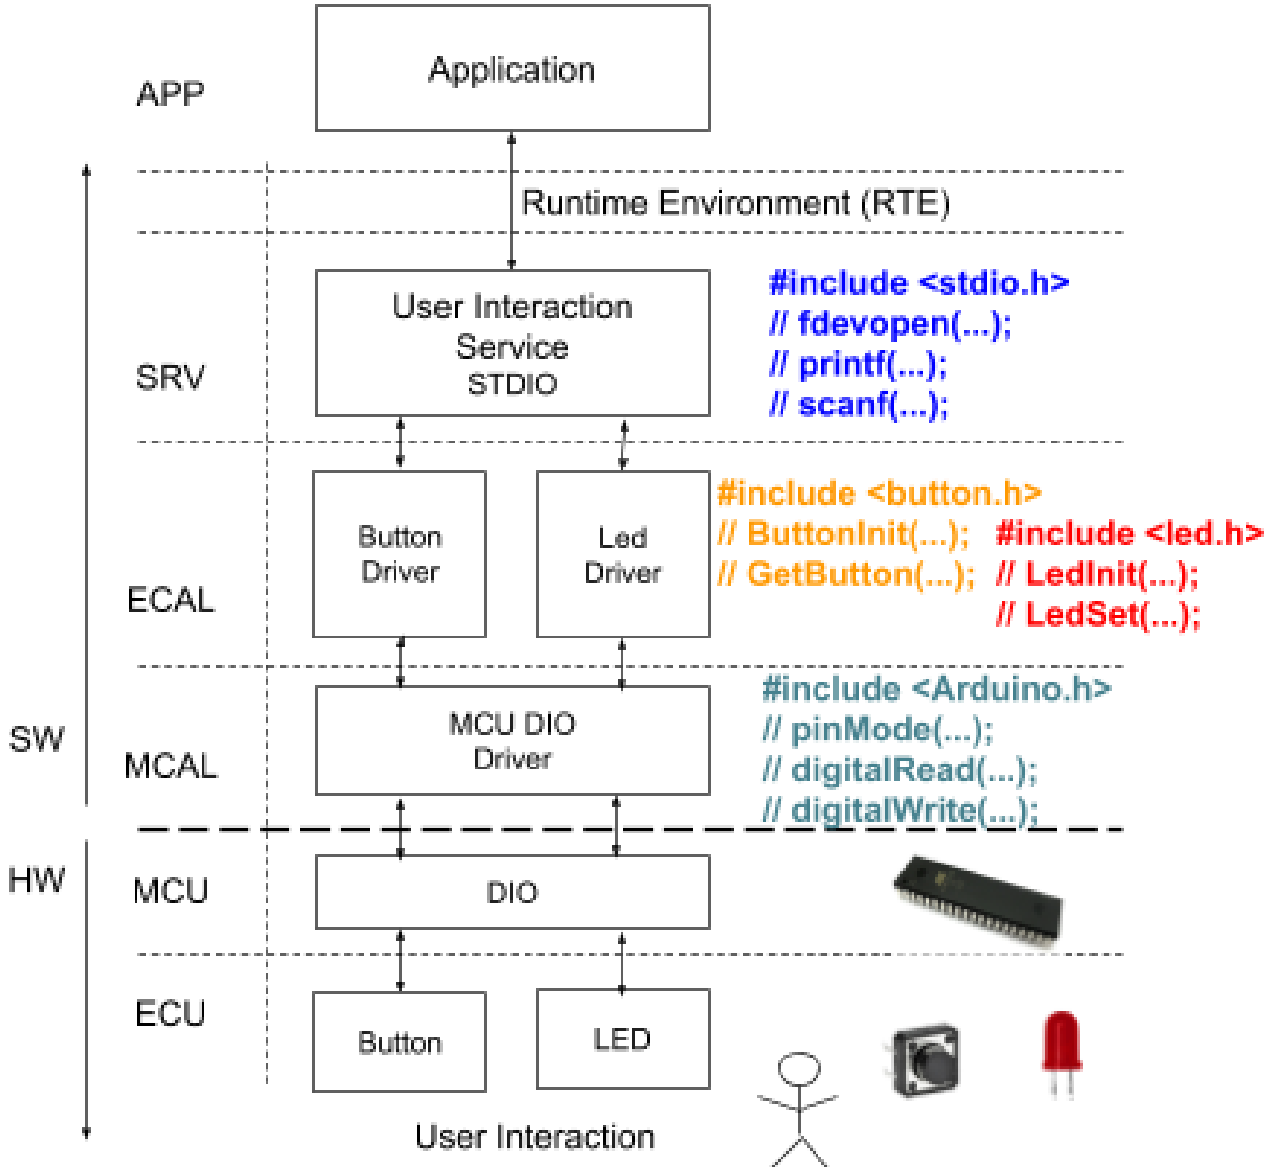 Application
APP
Runtime Environment (RTE)
User Interaction
Service
STDIO
SRV
#include <stdio.h>
// fdevopen(...);
// printf(...);
// scanf(...);
Button
Driver
Led
Driver
ECAL
#include <button.h>
// ButtonInit(...);
// GetButton(...);
#include <led.h>
// LedInit(...);
// LedSet(...);
SW
MCU DIO
Driver
MCAL
#include <Arduino.h>
// pinMode(...);
// digitalRead(...);
// digitalWrite(...);
HW
MCU
DIO
ECU
Button
LED
User Interaction